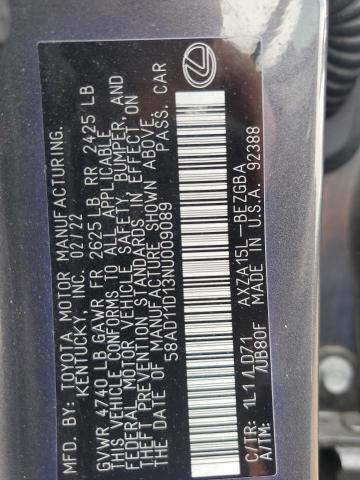 MFD. BY: TOYOTA MOTOR MANUFACTURING,
KENTUCKY, INC. 02/22
GVWR 4740 LB GAWR FR 2625 LB RR 2425 LB
THIS VEHICLE CONFORMS TO ALL APPLICABLE
FEDERAL MOTOR VEHICLE SAFETY, BUMPER, AND
THEFT PREVENTION STANDARDS IN EFFECT ON
THE DATE OF MANUFACTURE SHOWN ABOVE.
58AD11D13NU009089 PASS. CAR
C/TR: 1L1/LD71 AXZA15L-BEZGBA
A/TM: /UB80F MADE IN U.S.A. 92388